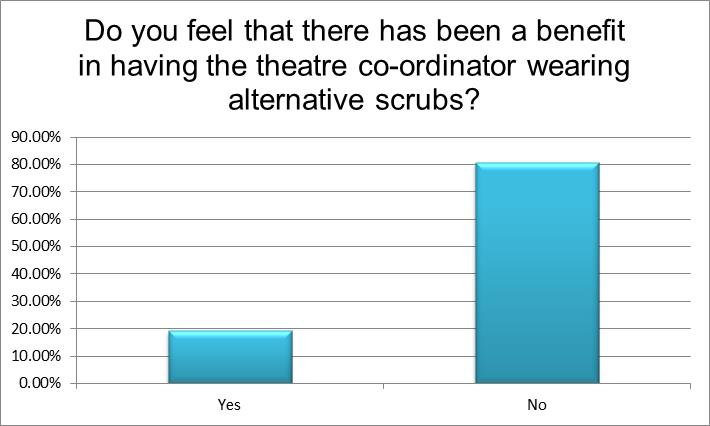 Do you feel that there has been a benefit
in having the theatre co-ordinator wearing
alternative scrubs?
90.00%
80.00%
70.00%
60.00%
50.00%
40.00%
30.00%
20.00%
10.00%
0.00%
Yes No